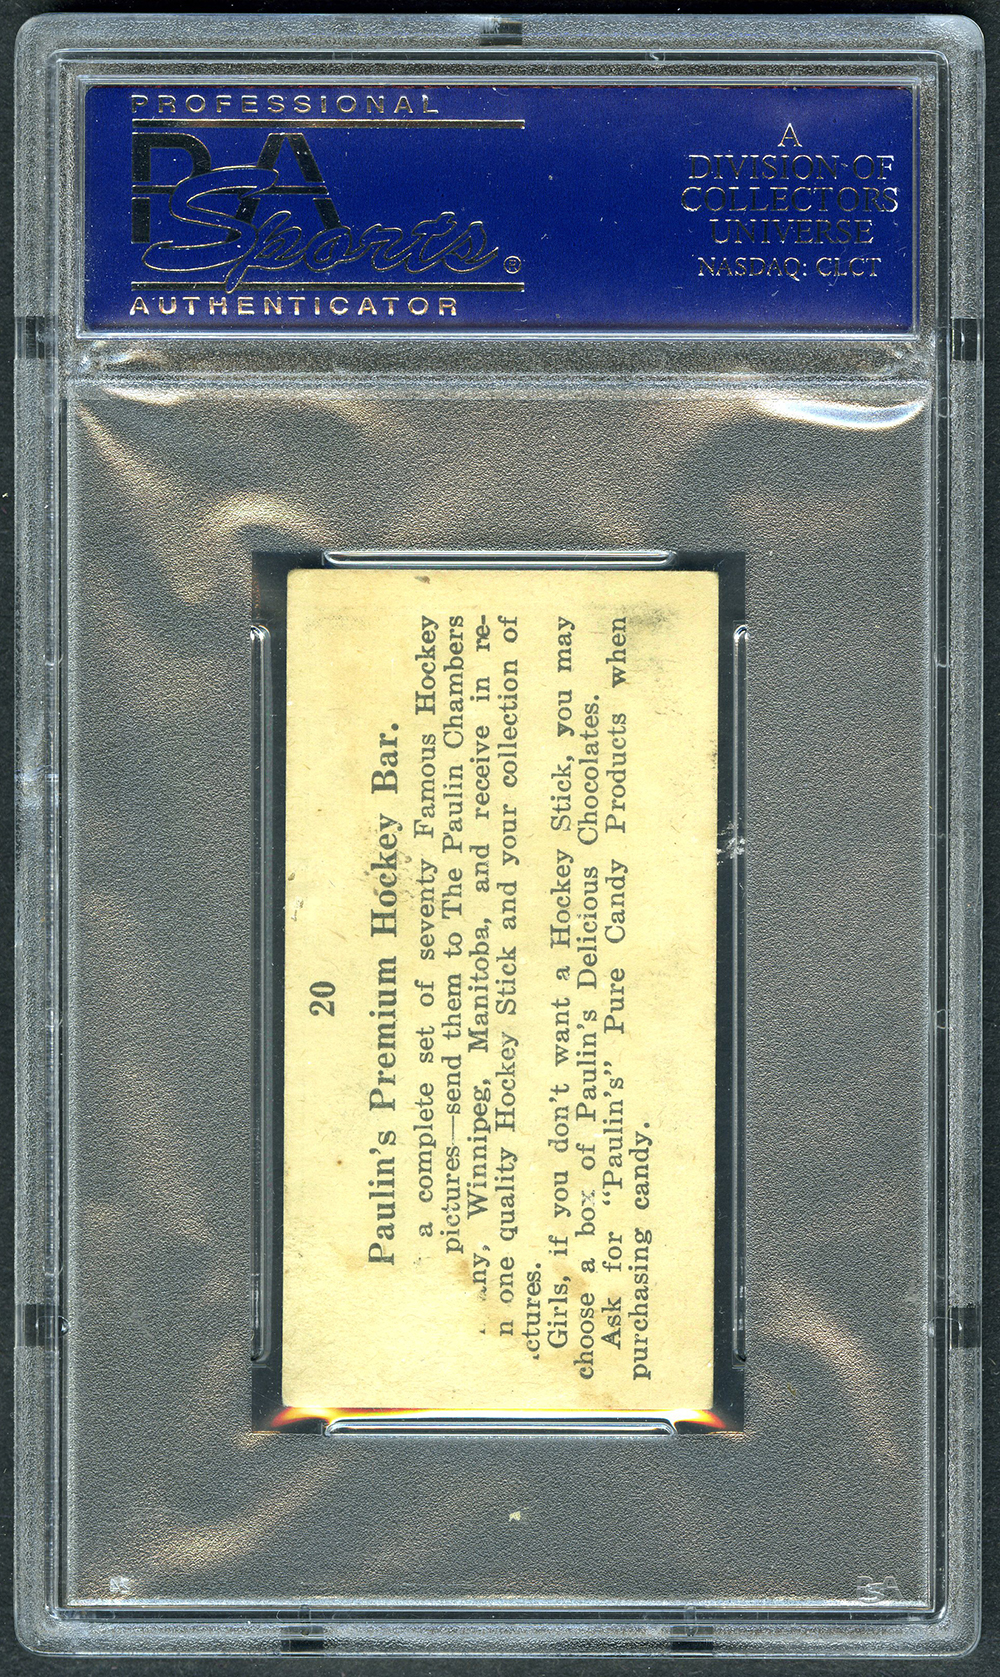 PROFESSIONAL
PSA
Sports®
AUTHENTICATOR
A
DIVISION OF
COLLECTORS
UNIVERSE
NASDAQ: CLCT
20
Paulin's Premium Hockey Bar.
a complete set of seventy Famous Hockey
pictures—send them to The Paulin Chambers
ny, Winnipeg, Manitoba, and receive in re-
n one quality Hockey Stick and your collection of
ctures.
Girls, if you don't want a Hockey Stick, you may
choose a box of Paulin's Delicious Chocolates.
Ask for "Paulin's" Pure Candy Products when
purchasing candy.
PSA